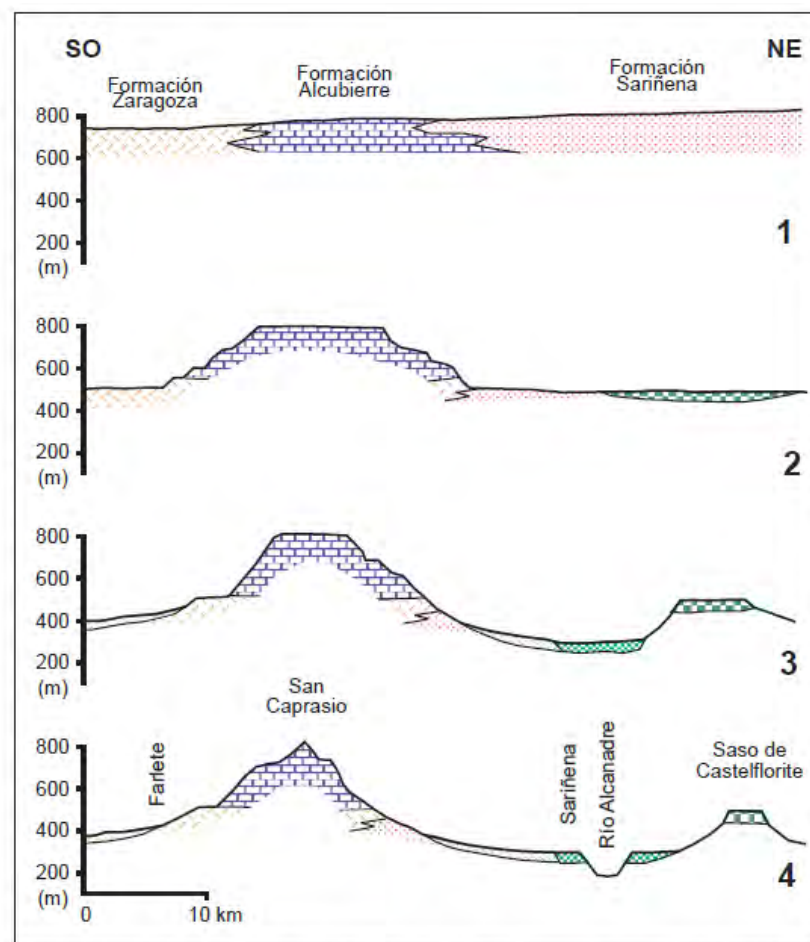 SO
NE
Formación
Zaragoza
Formación
Alcubierre
Formación
Sariñena
800
600
400
200
(m)
1
800
600
400
200
(m)
2
800
600
400
200
(m)
3
Farlete
San
Caprasio
Sariñena
Río Alcanadre
Saso de
Castelflorite
800
600
400
200
(m)
4
0
10 km